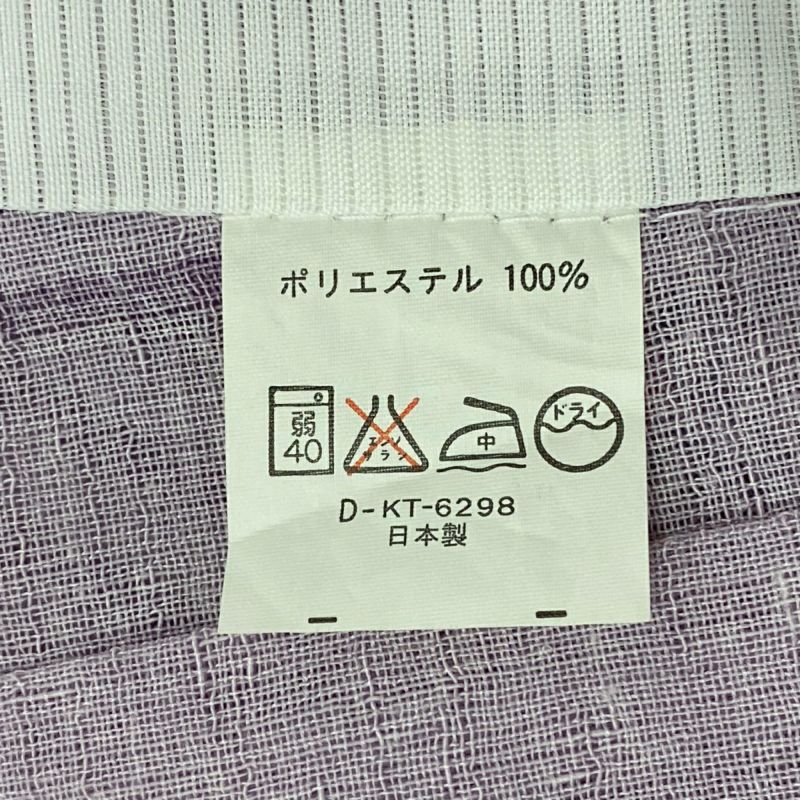 ポリエステル 100%
弱
40
エンソ
サラシ
中
ドライ
D-KT-6298
日本製